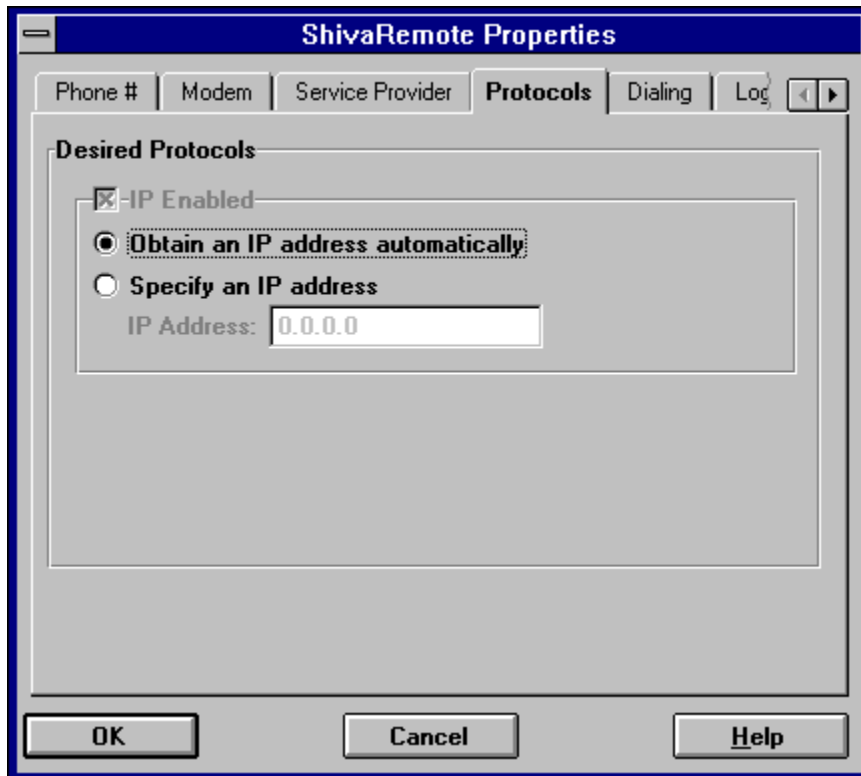 ShivaRemote Properties
Phone # Modem Service Provider Protocols Dialing Log
Desired Protocols
IP Enabled
Obtain an IP address automatically
Specify an IP address
IP Address: 0.0.0.0
OK Cancel Help